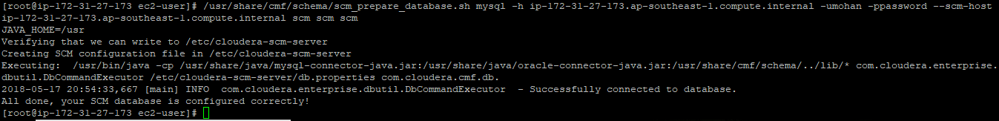 [root@ip-172-31-27-173 ec2-user]# /usr/share/cmf/schema/scm_prepare_database.sh mysql -h ip-172-31-27-173.ap-southeast-1.compute.internal -umohan -ppassword --scm-host
ip-172-31-27-173.ap-southeast-1.compute.internal scm scm scm
JAVA_HOME=/usr
Verifying that we can write to /etc/cloudera-scm-server
Creating SCM configuration file in /etc/cloudera-scm-server
Executing:  /usr/bin/java -cp /usr/share/java/mysql-connector-java.jar:/usr/share/java/oracle-connector-java.jar:/usr/share/cmf/schema/../lib/* com.cloudera.enterprise.
dbutil.DbCommandExecutor /etc/cloudera-scm-server/db.properties com.cloudera.cmf.db.
2018-05-17 20:54:33,667 [main] INFO  com.cloudera.enterprise.dbutil.DbCommandExecutor  - Successfully connected to database.
All done, your SCM database is configured correctly!
[root@ip-172-31-27-173 ec2-user]#